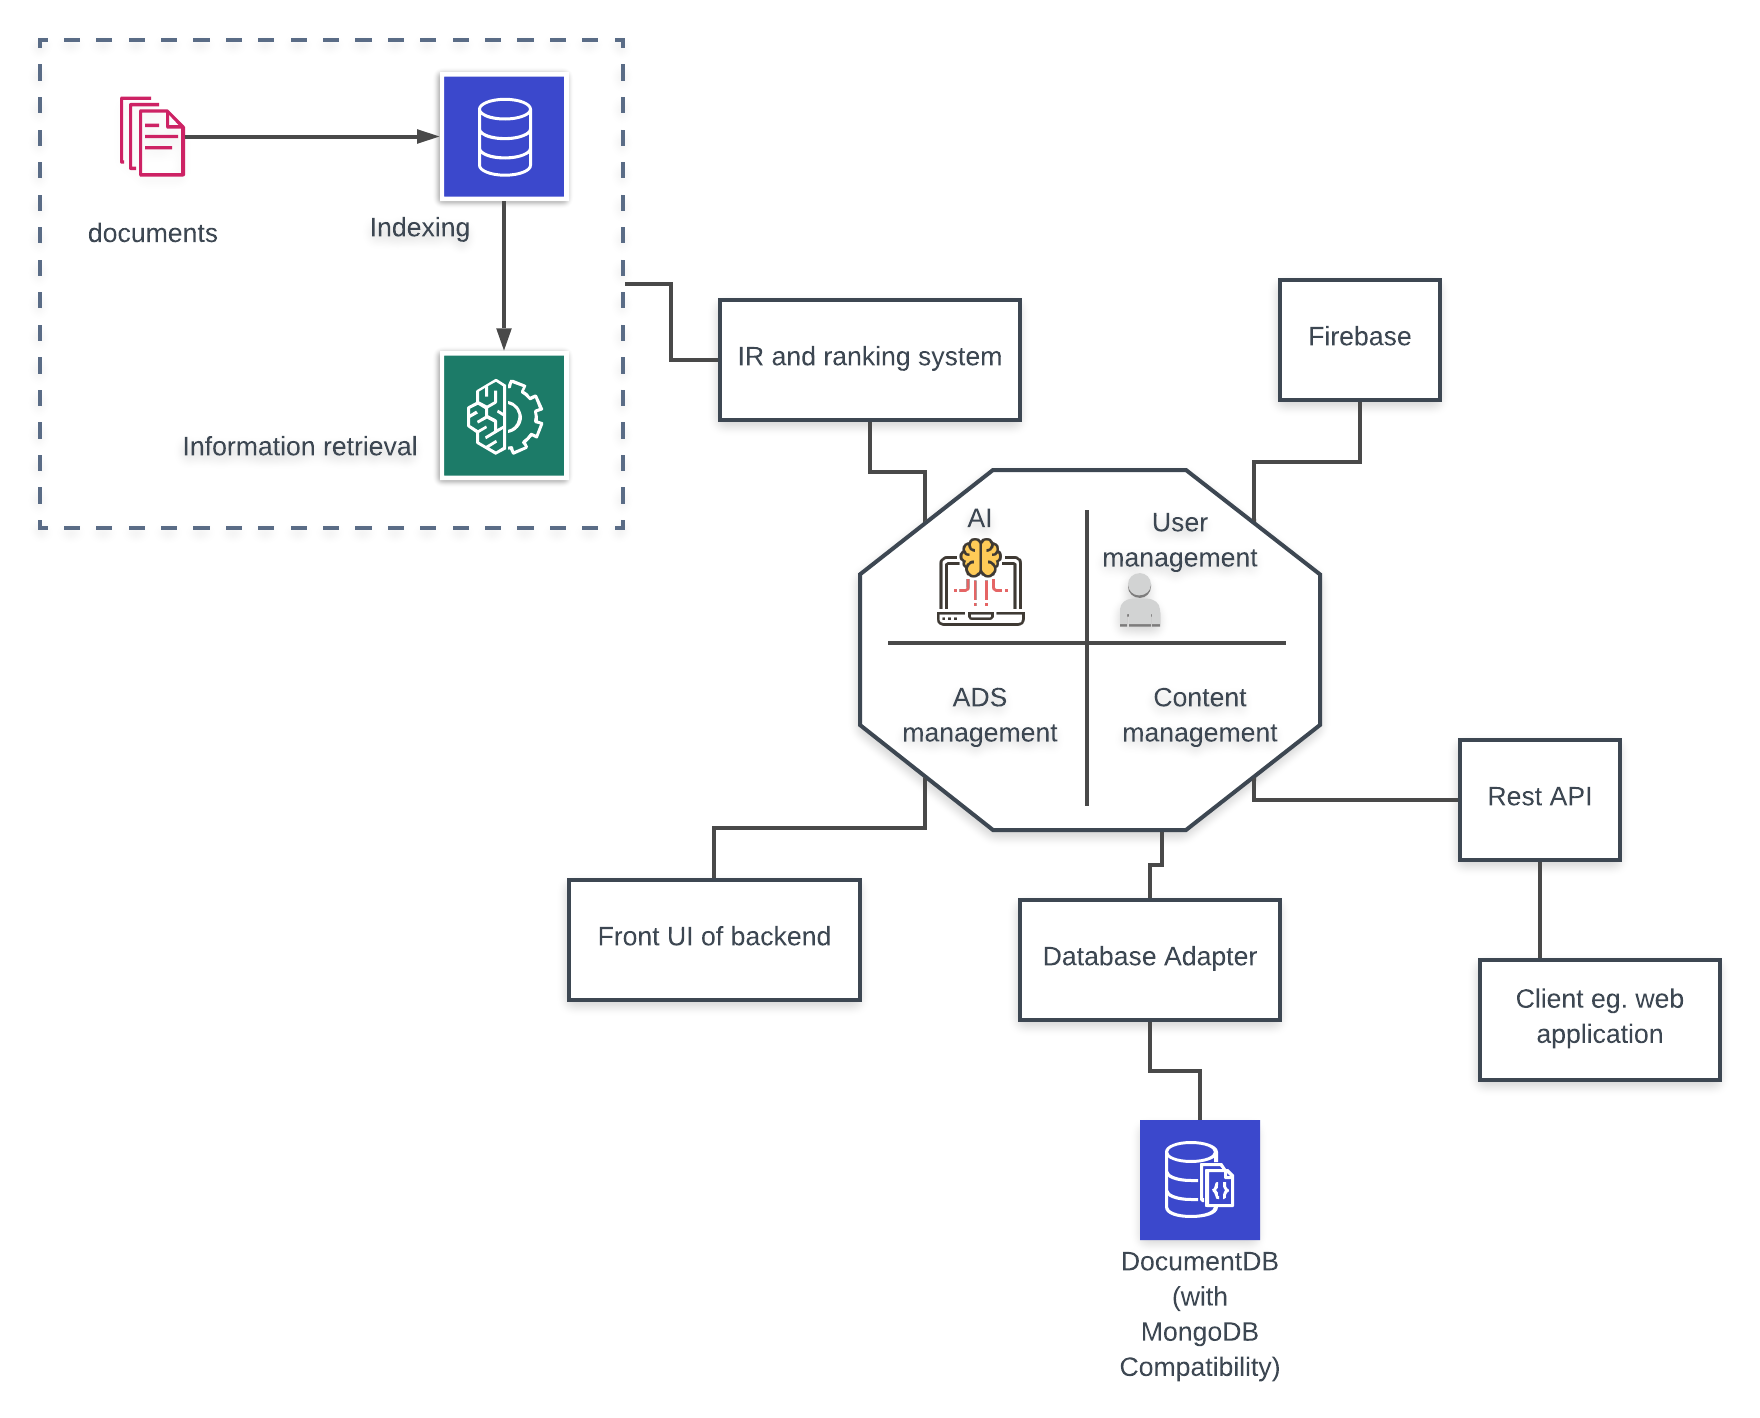 documents
Indexing
Information retrieval
IR and ranking system
Firebase
AI
User
management
ADS
management
Content
management
Rest API
Front UI of backend
Database Adapter
Client eg. web
application
DocumentDB
(with
MongoDB
Compatibility)